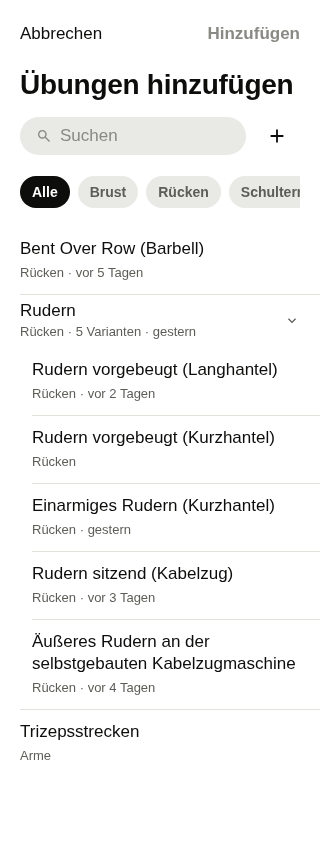 Abbrechen
Hinzufügen
Übungen hinzufügen
Suchen
Alle
Brust
Rücken
Schultern
Bent Over Row (Barbell)
Rücken · vor 5 Tagen
Rudern
Rücken · 5 Varianten · gestern
Rudern vorgebeugt (Langhantel)
Rücken · vor 2 Tagen
Rudern vorgebeugt (Kurzhantel)
Rücken
Einarmiges Rudern (Kurzhantel)
Rücken · gestern
Rudern sitzend (Kabelzug)
Rücken · vor 3 Tagen
Äußeres Rudern an der
selbstgebauten Kabelzugmaschine
Rücken · vor 4 Tagen
Trizepsstrecken
Arme